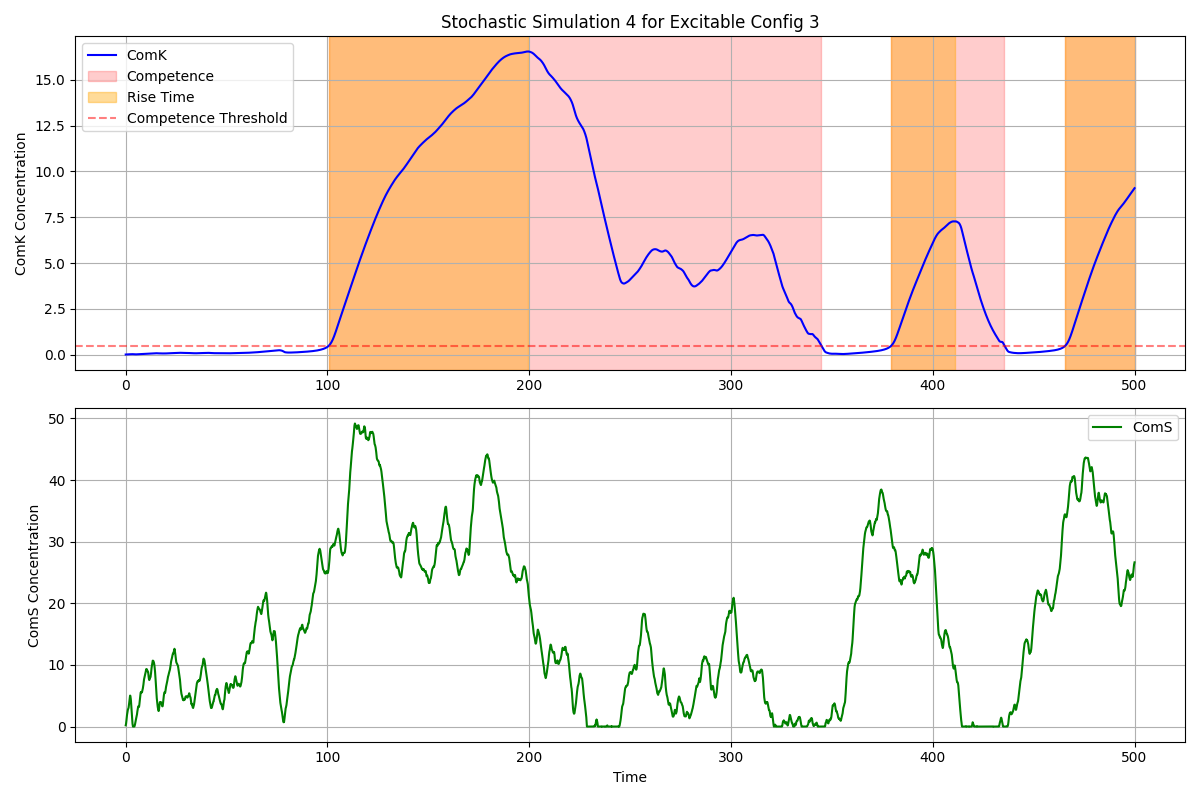 Stochastic Simulation 4 for Excitable Config 3
ComK
Competence
Rise Time
Competence Threshold
ComK Concentration
15.0
12.5
10.0
7.5
5.0
2.5
0.0
0 100 200 300 400 500
ComS
ComS Concentration
50
40
30
20
10
0
0 100 200 300 400 500
Time